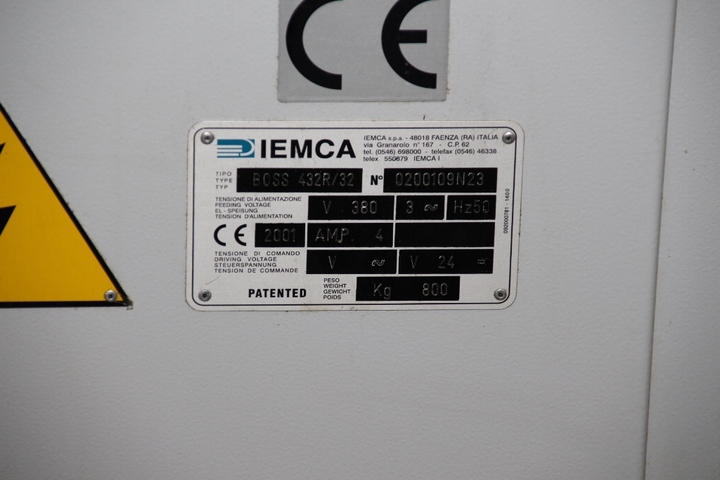 CE
IEMCA
IEMCA s.p.a. - 48018 FAENZA (RA) ITALIA
via Granarolo n° 167 - C.P. 62
tel. (0546) 698000 - telefax (0546) 46338
telex 550879 IEMCA I
TIPO
TYPE
TYP
BOSS 432R/32
N° 0200109N23
TENSIONE DI ALIMENTAZIONE
FEEDING VOLTAGE
EL - SPEISUNG
TENSION D'ALIMENTATION
V 380
3 ~
Hz50
CE 2001 AMP. 4
TENSIONE DI COMANDO
DRIVING VOLTAGE
STEUERSPANNUNG
TENSION DE COMMANDE
V ~
V 24 =
PATENTED
PESO
WEIGHT
GEWICHT
POIDS
Kg 800